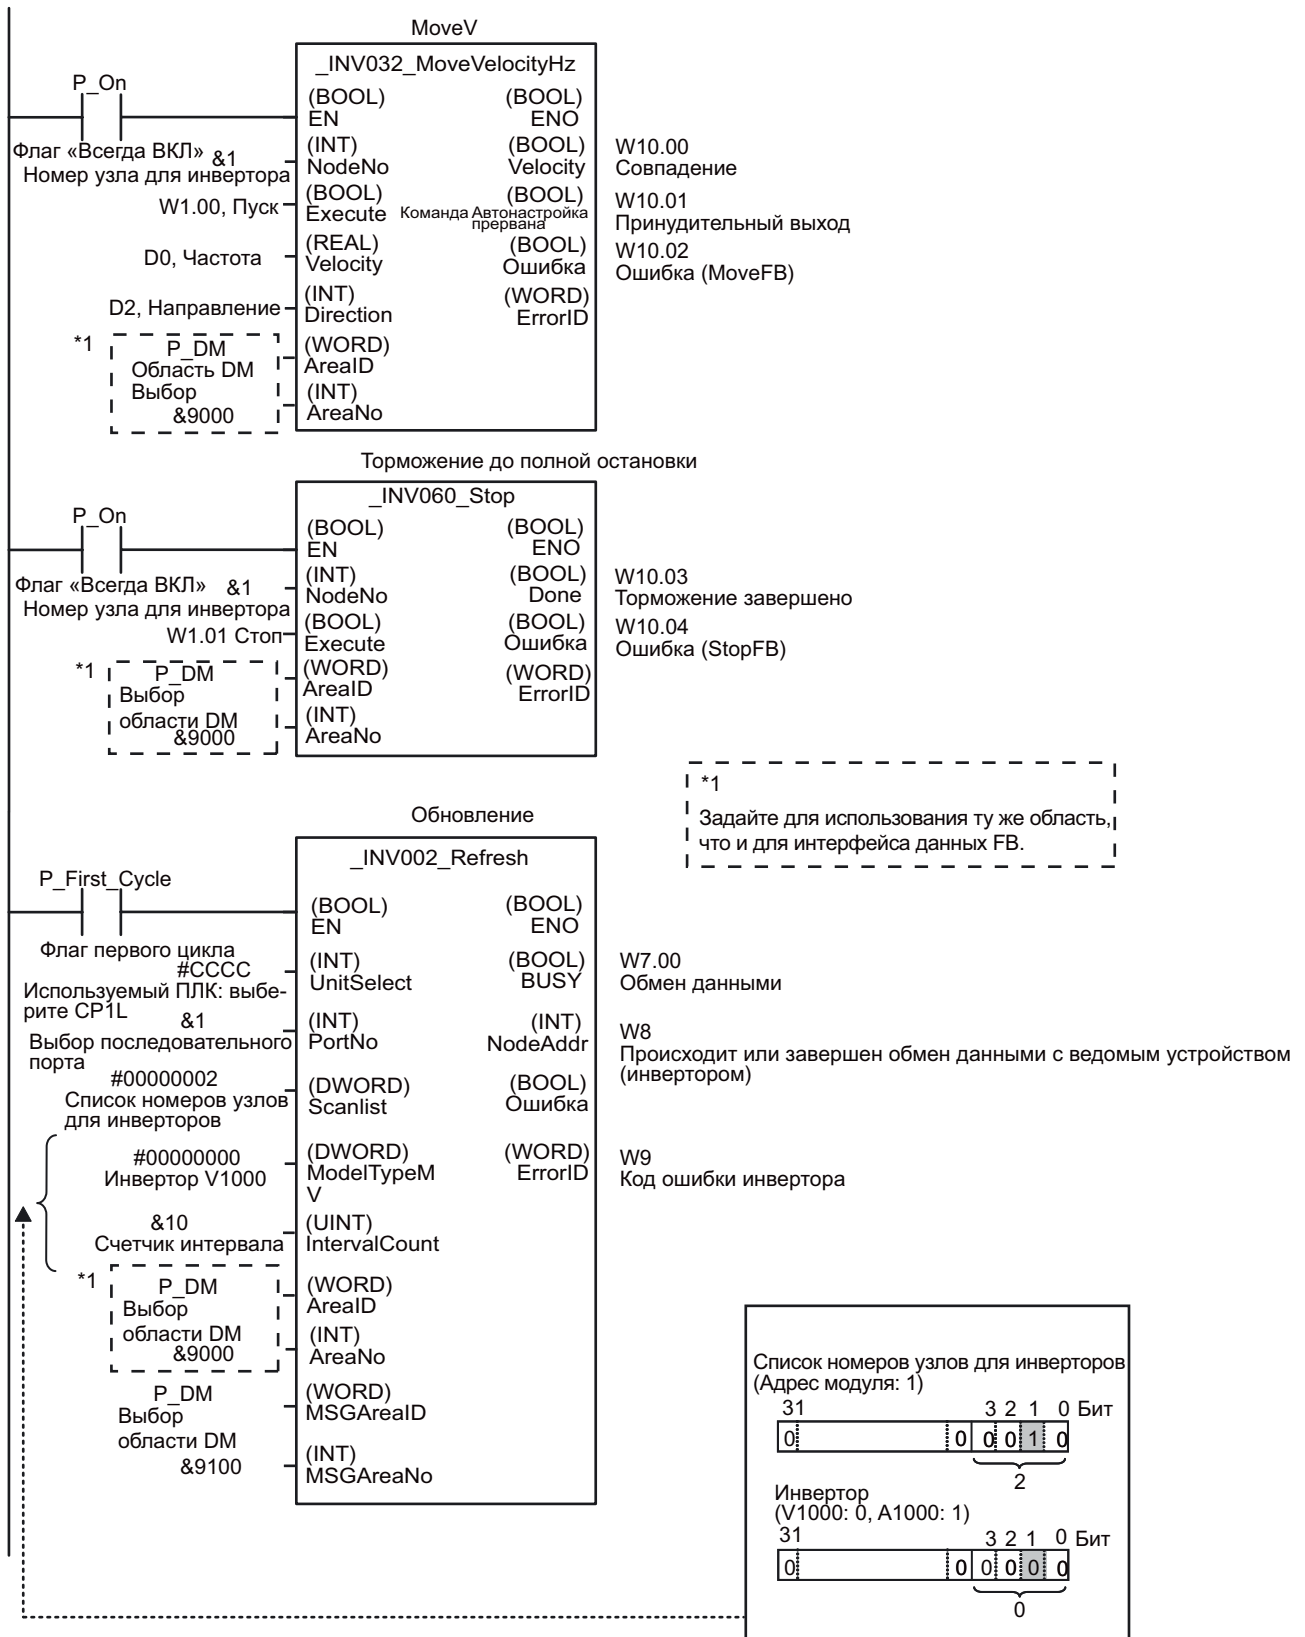 MoveV
_INV032_MoveVelocityHz
P_On
(BOOL)
EN
(BOOL)
ENO
Флаг «Всегда ВКЛ»
&1
Номер узла для инвертора
(INT)
NodeNo
(BOOL)
Velocity
W10.00
Совпадение
W1.00, Пуск
(BOOL)
Execute
(BOOL)
Команда Автонастройка
прервана
W10.01
Принудительный выход
D0, Частота
(REAL)
Velocity
(BOOL)
Ошибка
W10.02
Ошибка (MoveFB)
D2, Направление
(INT)
Direction
(WORD)
ErrorID
*1
P_DM
Область DM
Выбор
&9000
(WORD)
AreaID
(INT)
AreaNo
Торможение до полной остановки
_INV060_Stop
P_On
(BOOL)
EN
(BOOL)
ENO
Флаг «Всегда ВКЛ»
&1
Номер узла для инвертора
(INT)
NodeNo
(BOOL)
Done
W10.03
Торможение завершено
W1.01 Стоп
(BOOL)
Execute
(BOOL)
Ошибка
W10.04
Ошибка (StopFB)
*1
P_DM
Выбор
области DM
&9000
(WORD)
AreaID
(WORD)
ErrorID
(INT)
AreaNo
*1
Задайте для использования ту же область,
что и для интерфейса данных FB.
Обновление
_INV002_Refresh
P_First_Cycle
(BOOL)
EN
(BOOL)
ENO
Флаг первого цикла
#CCCC
Используемый ПЛК: выбе-
рите CP1L
(INT)
UnitSelect
(BOOL)
BUSY
W7.00
Обмен данными
&1
Выбор последовательного
порта
(INT)
PortNo
(INT)
NodeAddr
W8
Происходит или завершен обмен данными с ведомым устройством
(инвертором)
#00000002
Список номеров узлов
для инверторов
(DWORD)
Scanlist
(BOOL)
Ошибка
#00000000
Инвертор V1000
(DWORD)
ModelTypeM
V
(WORD)
ErrorID
W9
Код ошибки инвертора
&10
Счетчик интервала
(UINT)
IntervalCount
*1
P_DM
Выбор
области DM
&9000
(WORD)
AreaID
(INT)
AreaNo
P_DM
Выбор
области DM
&9100
(WORD)
MSGAreaID
(INT)
MSGAreaNo
Список номеров узлов для инверторов
(Адрес модуля: 1)
31 3 2 1 0 Бит
0 0 0 0 1 0
2
Инвертор
(V1000: 0, A1000: 1)
31 3 2 1 0 Бит
0 0 0 0 0 0
0